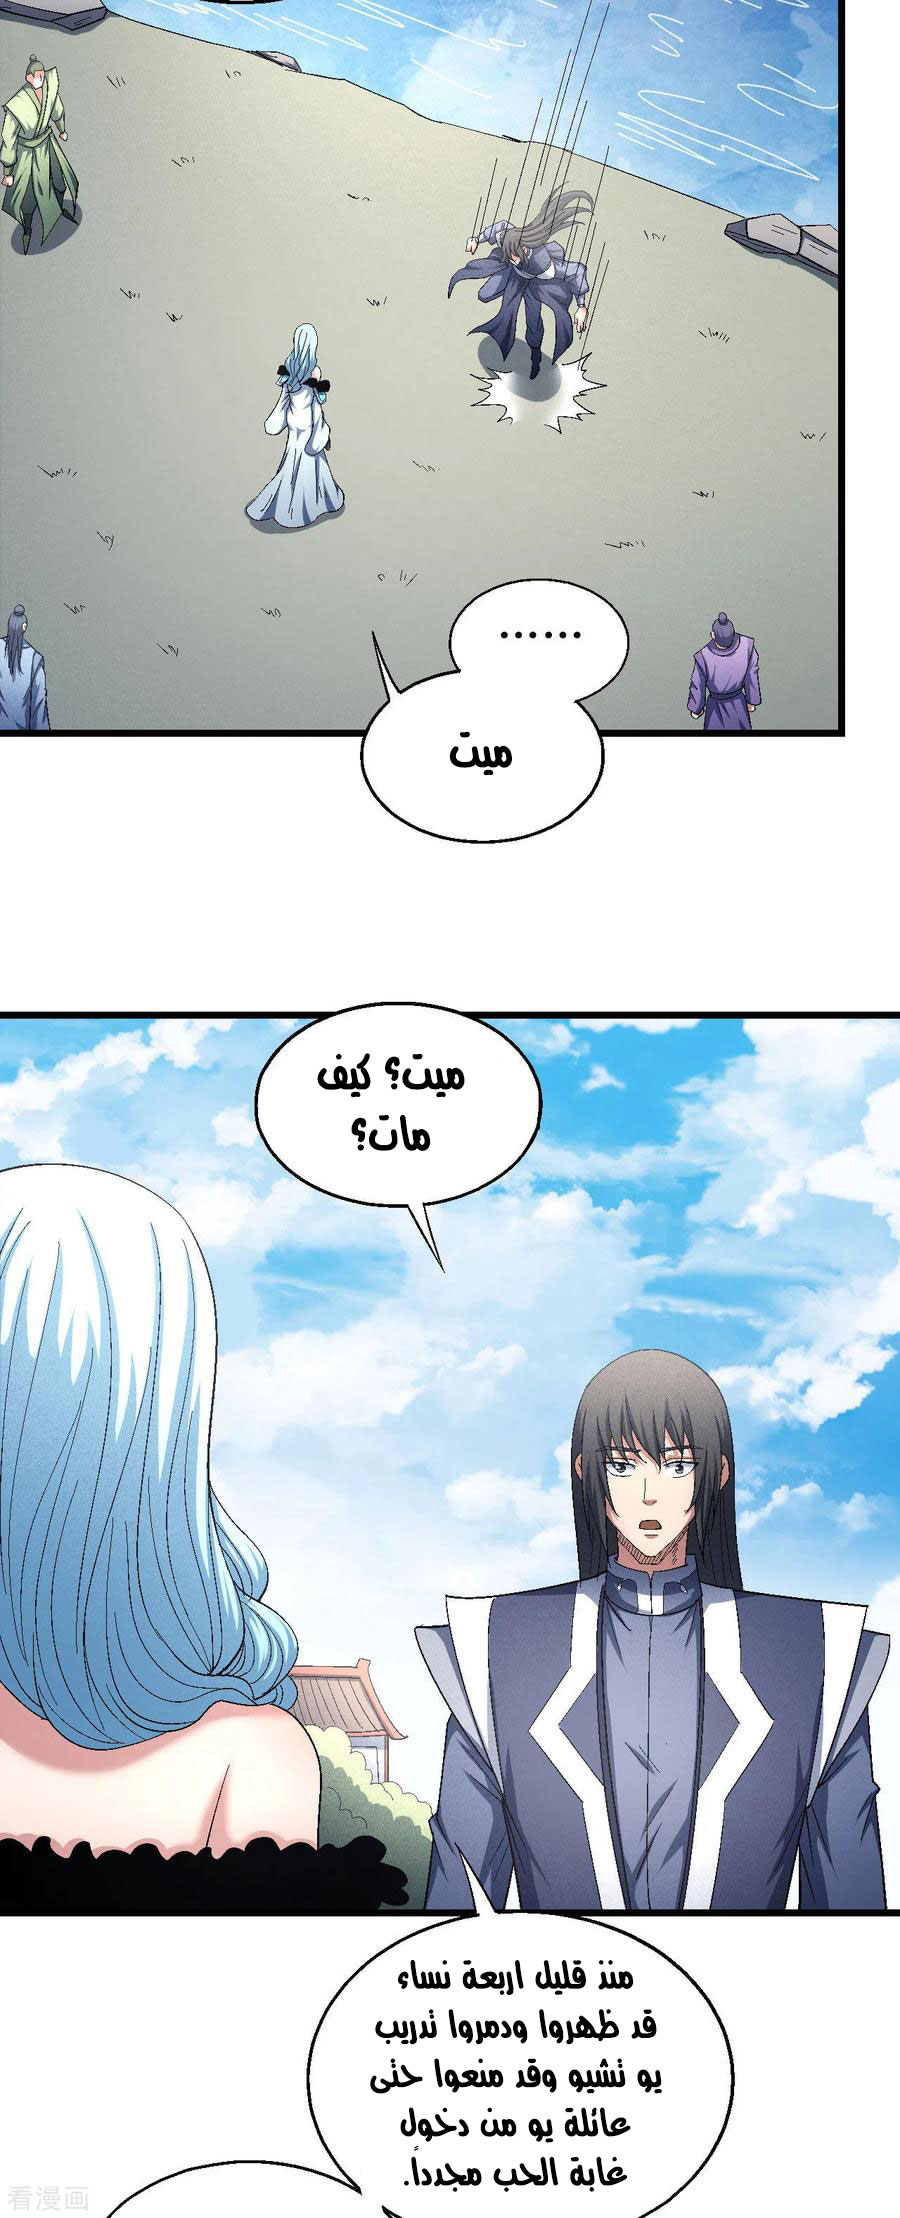 ......
ميت
ميت؟ كيف
مات؟
منذ قليل اربعة نساء
قد ظهروا ودمروا تدريب
يو تشيو وقد منعوا حتى
عائلة يو من دخول
غابة الحب مجدداً.
看漫画